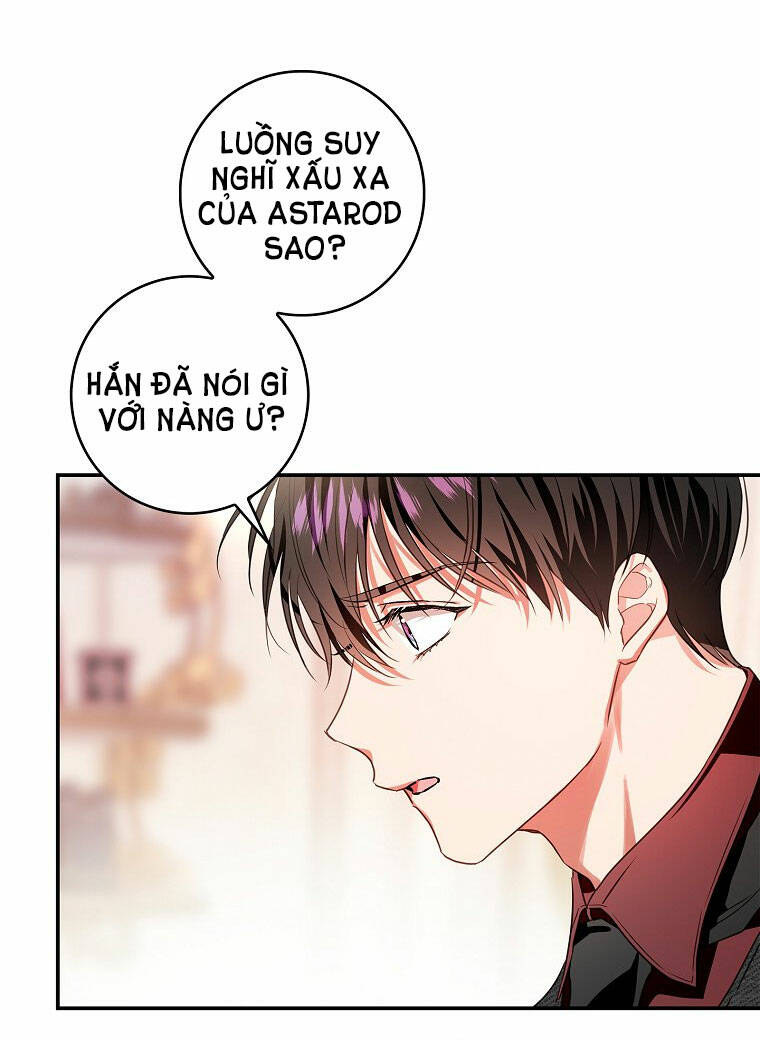 LUỒNG SUY
NGHĨ XẤU XA
CỦA ASTAROD
SAO?
HẮN ĐÃ NÓI GÌ
VỚI NÀNG Ư?